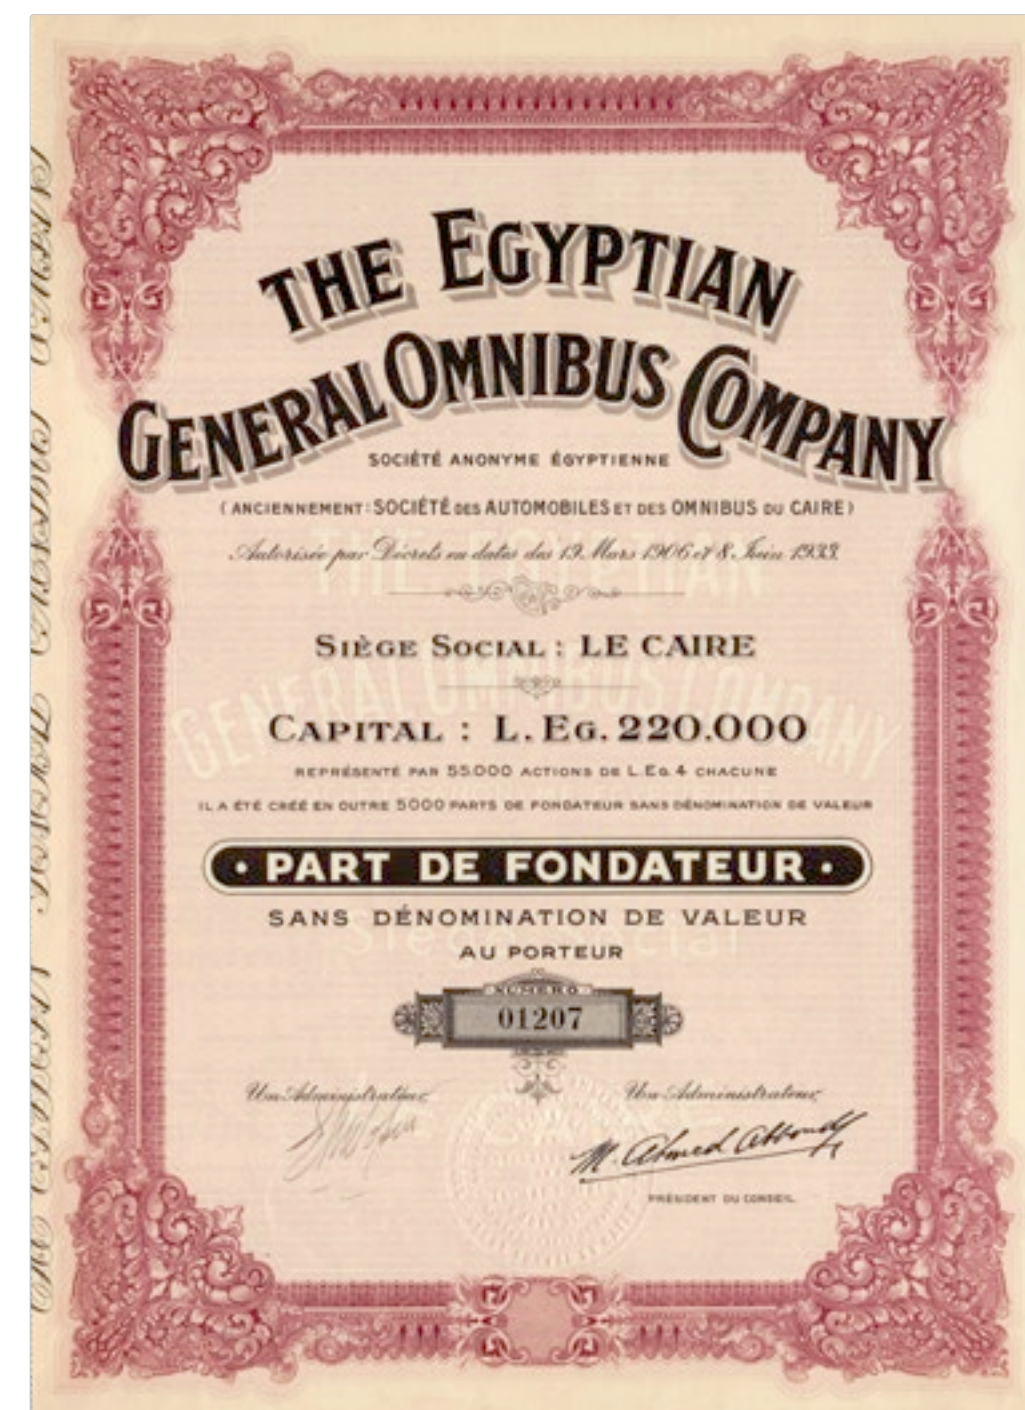 THE EGYPTIAN
GENERAL OMNIBUS COMPANY
SOCIÉTÉ ANONYME ÉGYPTIENNE
(ANCIENNEMENT: SOCIÉTÉ DES AUTOMOBILES ET DES OMNIBUS DU CAIRE)
Autorisée par Décrets en dates des 19 Mars 1906 et 8 Juin 1933.
SIÈGE SOCIAL : LE CAIRE
CAPITAL : L.EG. 220.000
REPRÉSENTÉ PAR 55.000 ACTIONS DE L.EG. 4 CHACUNE
IL A ÉTÉ CRÉÉ EN OUTRE 5000 PARTS DE FONDATEUR SANS DÉNOMINATION DE VALEUR
· PART DE FONDATEUR ·
SANS DÉNOMINATION DE VALEUR
AU PORTEUR
NUMÉRO
01207
Un Administrateur,
Un Administrateur,
M. Ahmed Abboud
PRÉSIDENT DU CONSEIL